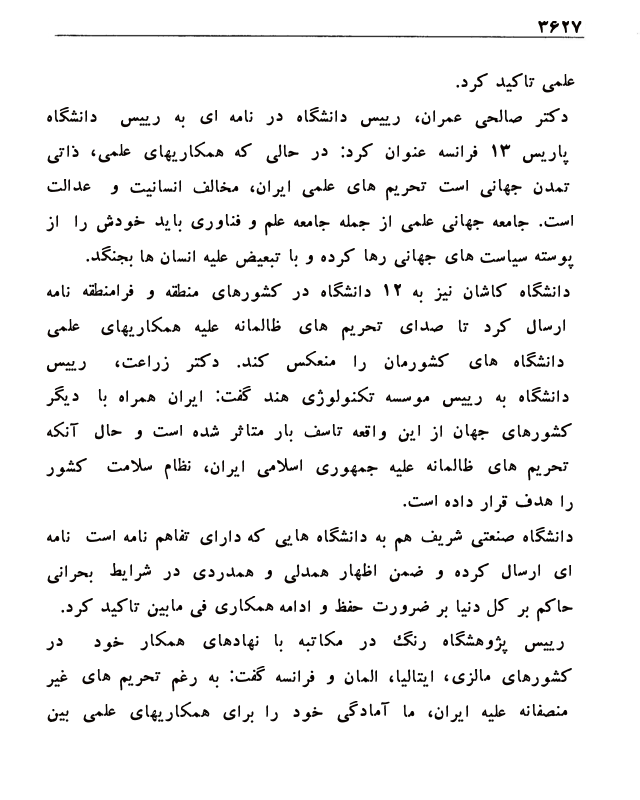 ۳۶۲۷
علمی تاکید کرد.
دکتر صالحی عمران، رییس دانشگاه در نامه ای به رییس دانشگاه
پاریس ۱۳ فرانسه عنوان کرد: در حالی که همکاریهای علمی، ذاتی
تمدن جهانی است تحریم های علمی ایران، مخالف انسانیت و عدالت
است. جامعه جهانی علمی از جمله جامعه علم و فناوری باید خودش را از
پوسته سیاست های جهانی رها کرده و با تبعیض علیه انسان ها بجنگد.
دانشگاه کاشان نیز به ۱۲ دانشگاه در کشورهای منطقه و فرامنطقه نامه
ارسال کرد تا صدای تحریم های ظالمانه علیه همکاریهای علمی
دانشگاه های کشورمان را منعکس کند. دکتر زراعت، رییس
دانشگاه به رییس موسسه تکنولوژی هند گفت: ایران همراه با دیگر
کشورهای جهان از این واقعه تاسف بار متاثر شده است و حال آنکه
تحریم های ظالمانه علیه جمهوری اسلامی ایران، نظام سلامت کشور
را هدف قرار داده است.
دانشگاه صنعتی شریف هم به دانشگاه هایی که دارای تفاهم نامه است نامه
ای ارسال کرده و ضمن اظهار همدلی و همدردی در شرایط بحرانی
حاکم بر کل دنیا بر ضرورت حفظ و ادامه همکاری فی مابین تاکید کرد.
رییس پژوهشگاه رنگ در مکاتبه با نهادهای همکار خود در
کشورهای مالزی، ایتالیا، المان و فرانسه گفت: به رغم تحریم های غیر
منصفانه علیه ایران، ما آمادگی خود را برای همکاریهای علمی بین